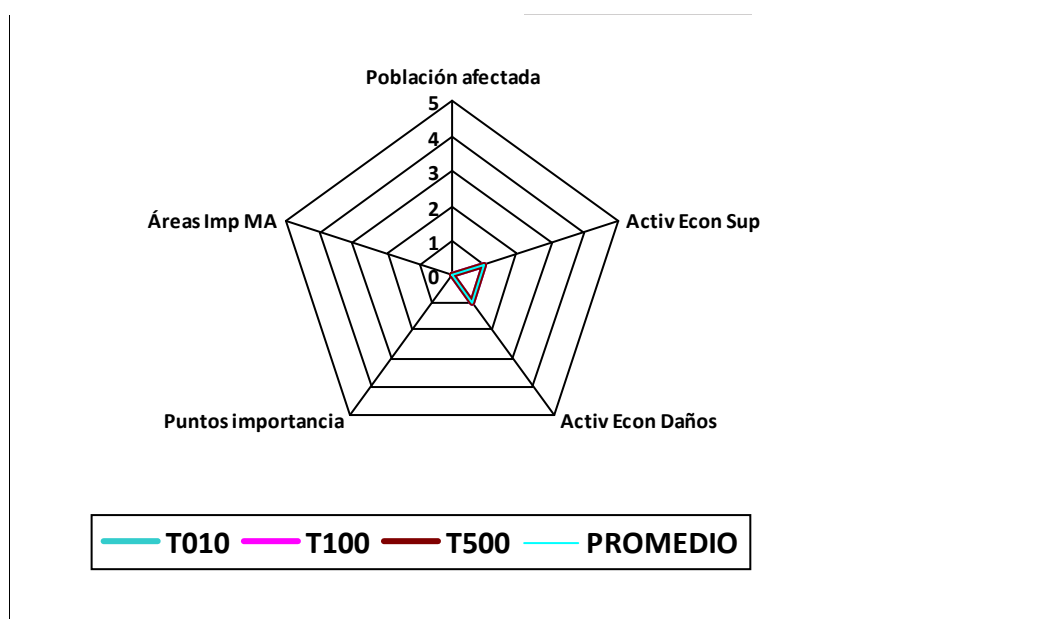 Población afectada
5
4
3
2
1
0
Áreas Imp MA
Activ Econ Sup
Puntos importancia
Activ Econ Daños
T010 T100 T500 PROMEDIO